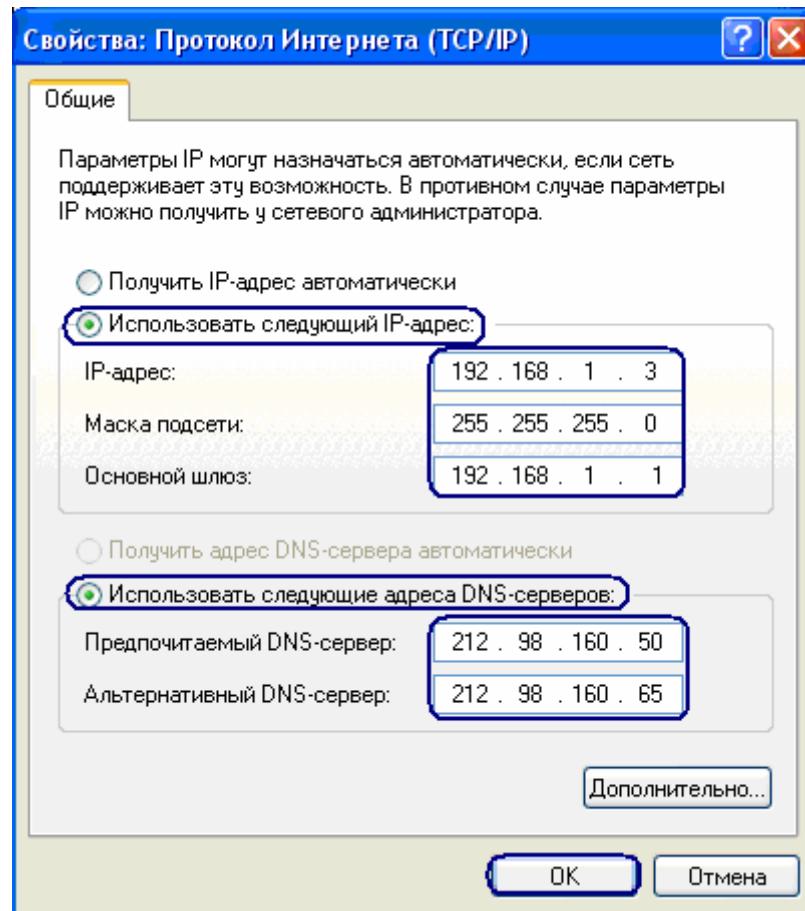 Свойства: Протокол Интернета (TCP/IP)
Общие
Параметры IP могут назначаться автоматически, если сеть
поддерживает эту возможность. В противном случае параметры
IP можно получить у сетевого администратора.
Получить IP-адрес автоматически
Использовать следующий IP-адрес:
IP-адрес: 192 . 168 . 1 . 3
Маска подсети: 255 . 255 . 255 . 0
Основной шлюз: 192 . 168 . 1 . 1
Получить адрес DNS-сервера автоматически
Использовать следующие адреса DNS-серверов:
Предпочитаемый DNS-сервер: 212 . 98 . 160 . 50
Альтернативный DNS-сервер: 212 . 98 . 160 . 65
Дополнительно...
OK Отмена